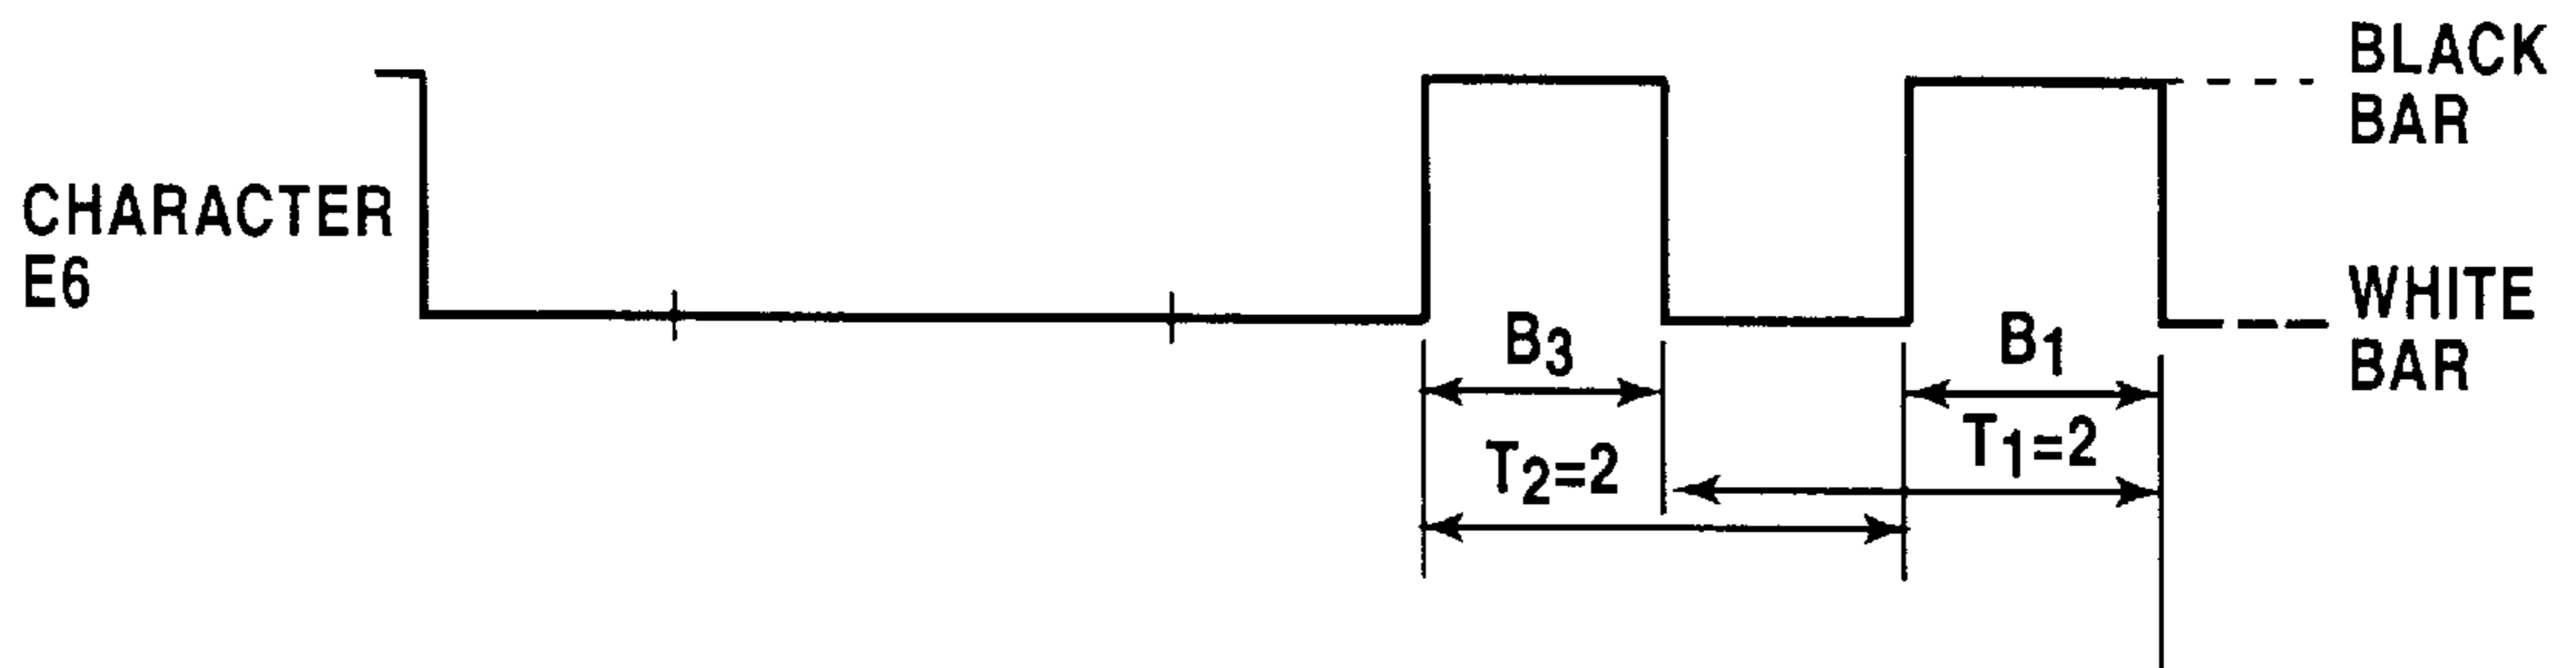 BLACK
BAR
CHARACTER
E6
WHITE
BAR
B3
B1
T1=2
T2=2